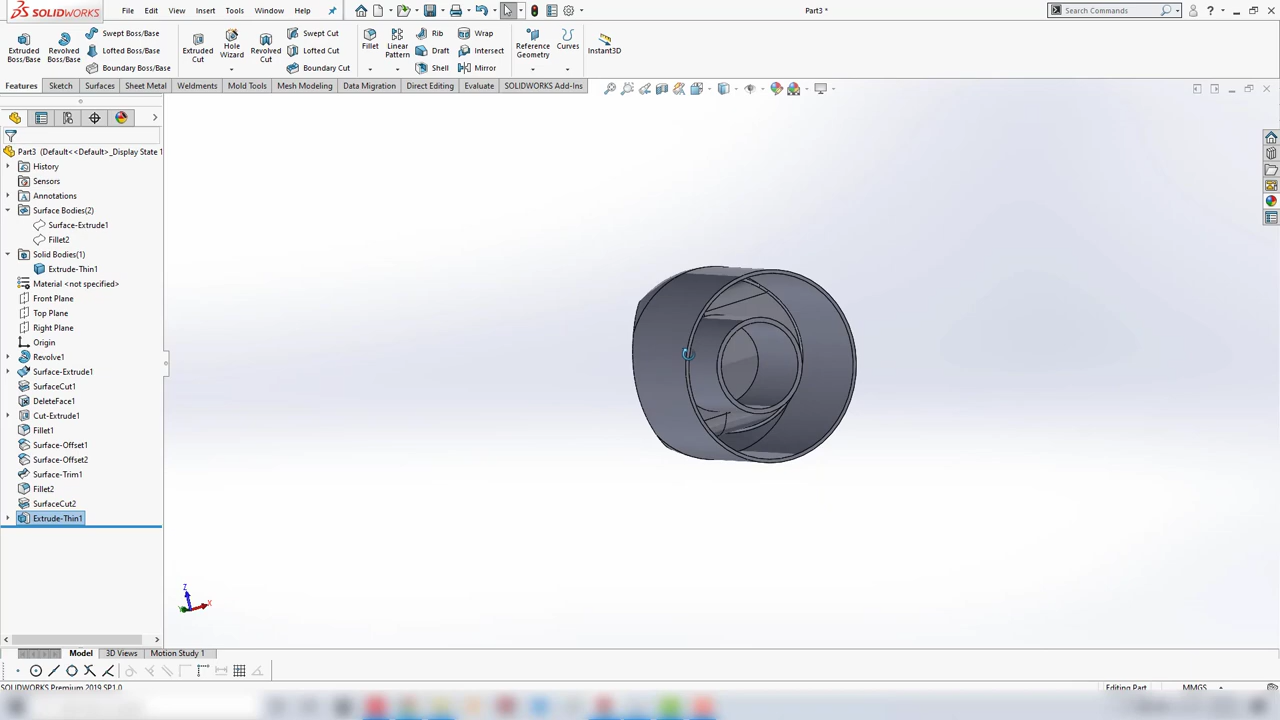 SOLIDWORKS File Edit View Insert Tools Window Help Part3 * Search Commands
Extruded Boss/Base
Revolved Boss/Base
Swept Boss/Base
Lofted Boss/Base
Boundary Boss/Base
Extruded Cut
Hole Wizard
Revolved Cut
Swept Cut
Lofted Cut
Boundary Cut
Fillet
Linear Pattern
Rib
Draft
Shell
Wrap
Intersect
Mirror
Reference Geometry
Curves
Instant3D
Features Sketch Surfaces Sheet Metal Weldments Mold Tools Mesh Modeling Data Migration Direct Editing Evaluate SOLIDWORKS Add-Ins
Part3 (Default<<Default>_Display State 1
History
Sensors
Annotations
Surface Bodies(2)
Surface-Extrude1
Fillet2
Solid Bodies(1)
Extrude-Thin1
Material <not specified>
Front Plane
Top Plane
Right Plane
Origin
Revolve1
Surface-Extrude1
SurfaceCut1
DeleteFace1
Cut-Extrude1
Fillet1
Surface-Offset1
Surface-Offset2
Surface-Trim1
Fillet2
SurfaceCut2
Extrude-Thin1
Z
X
Model 3D Views Motion Study 1
SOLIDWORKS Premium 2019 SP1.0 Editing Part MMGS